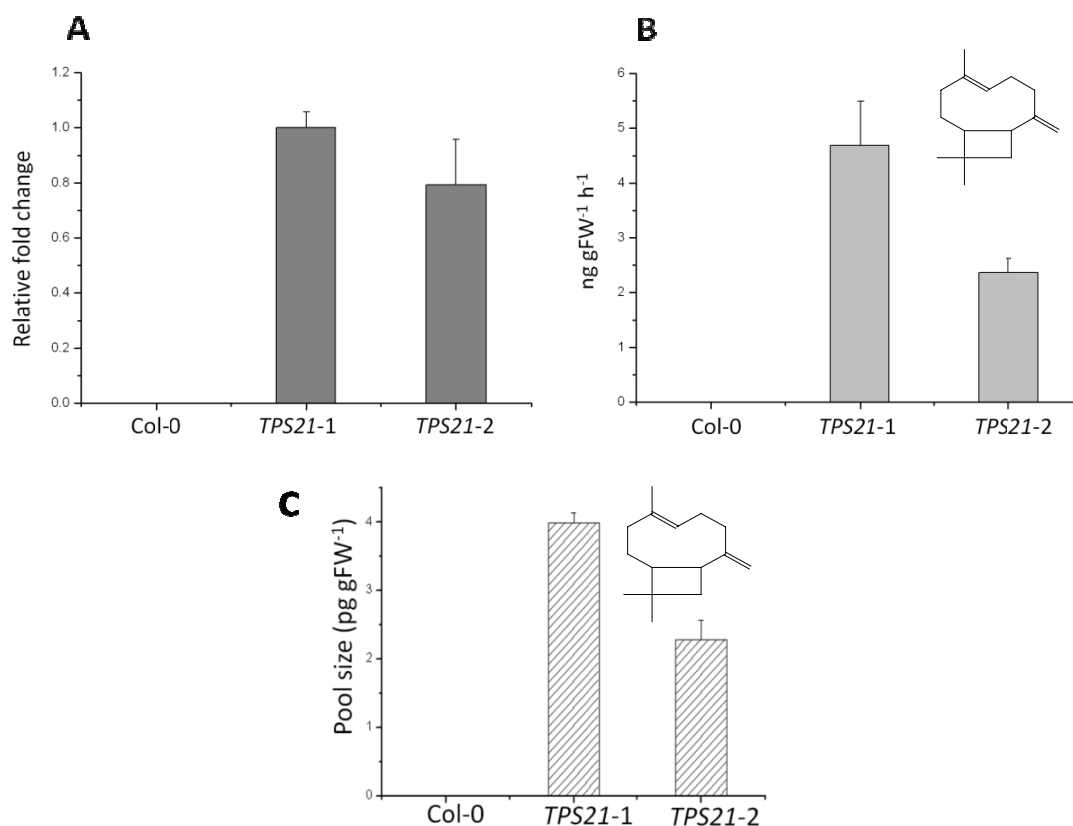 A
Relative fold change
1.2
1.0
0.8
0.6
0.4
0.2
0.0
Col-0 TPS21-1 TPS21-2
B
ng gFW-1 h-1
6
5
4
3
2
1
0
Col-0 TPS21-1 TPS21-2
C
Pool size (pg gFW-1)
4
3
2
1
0
Col-0 TPS21-1 TPS21-2